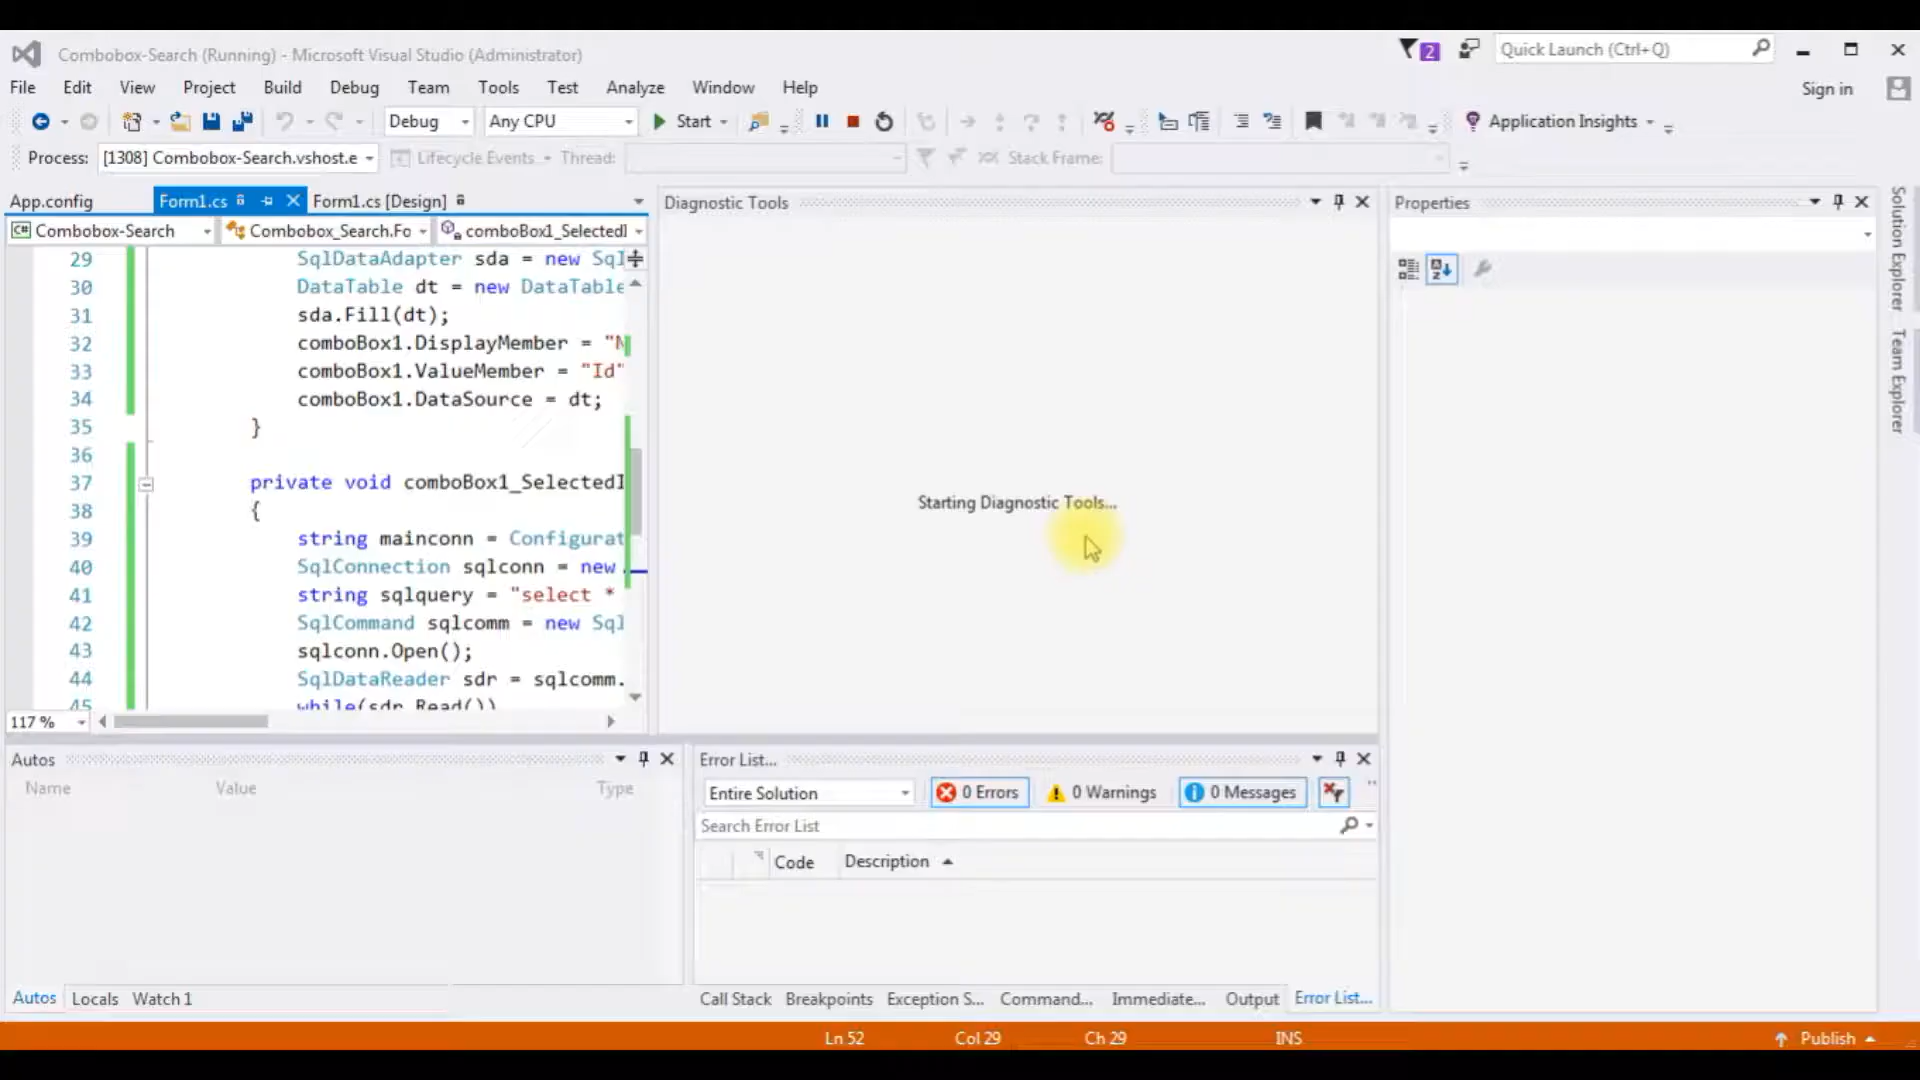 Combobox-Search (Running) - Microsoft Visual Studio (Administrator)
2
Quick Launch (Ctrl+Q)
File Edit View Project Build Debug Team Tools Test Analyze Window Help
Sign in
Debug Any CPU Start Application Insights
Process: [1308] Combobox-Search.vshost.e Lifecycle Events Thread: Stack Frame:
App.config Form1.cs Form1.cs [Design]
Combobox-Search Combobox_Search.Fo comboBox1_SelectedI
29 SqlDataAdapter sda = new Sql
30 DataTable dt = new DataTable
31 sda.Fill(dt);
32 comboBox1.DisplayMember = "N
33 comboBox1.ValueMember = "Id"
34 comboBox1.DataSource = dt;
35 }
36
37 private void comboBox1_SelectedI
38 {
39 string mainconn = Configurat
40 SqlConnection sqlconn = new
41 string sqlquery = "select *
42 SqlCommand sqlcomm = new Sql
43 sqlconn.Open();
44 SqlDataReader sdr = sqlcomm.
45 while(sdr.Read())
117 %
Diagnostic Tools
Starting Diagnostic Tools...
Properties
Solution Explorer
Team Explorer
Autos
Name Value Type
Autos Locals Watch 1
Error List...
Entire Solution 0 Errors 0 Warnings 0 Messages
Search Error List
Code Description
Call Stack Breakpoints Exception S... Command... Immediate... Output Error List...
Ln 52 Col 29 Ch 29 INS Publish